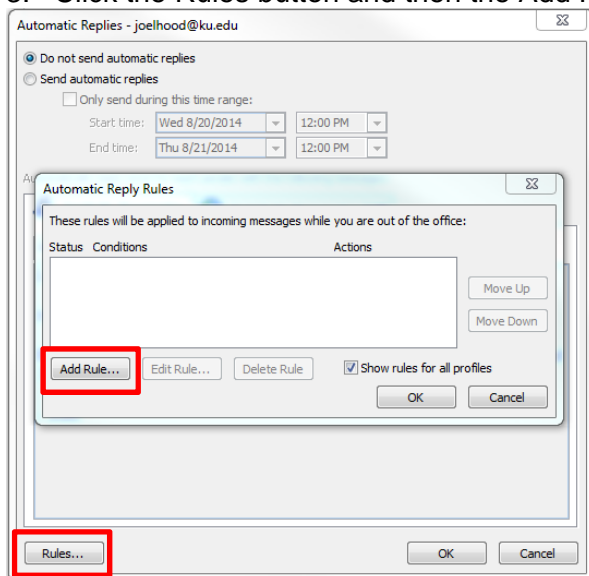 Click the Rules button and then the Add
Automatic Replies - joelhood@ku.edu
Do not send automatic replies
Send automatic replies
Only send during this time range:
Start time: Wed 8/20/2014 12:00 PM
End time: Thu 8/21/2014 12:00 PM
Automatic Reply Rules
These rules will be applied to incoming messages while you are out of the office:
Status Conditions Actions
Move Up
Move Down
Add Rule... Edit Rule... Delete Rule Show rules for all profiles
OK Cancel
Rules... OK Cancel